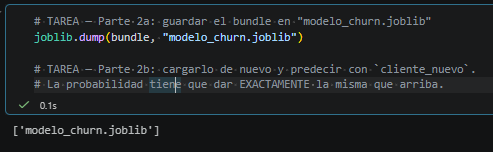 # TAREA — Parte 2a: guardar el bundle en "modelo_churn.joblib"
joblib.dump(bundle, "modelo_churn.joblib")
# TAREA — Parte 2b: cargarlo de nuevo y predecir con `cliente_nuevo`.
# La probabilidad tiene que dar EXACTAMENTE la misma que arriba.
0.1s
['modelo_churn.joblib']